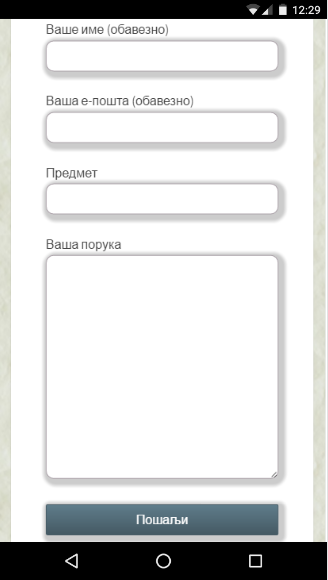 12:29
Ваше име (обавезно)
Ваша е-пошта (обавезно)
Предмет
Ваша порука
Пошаљи